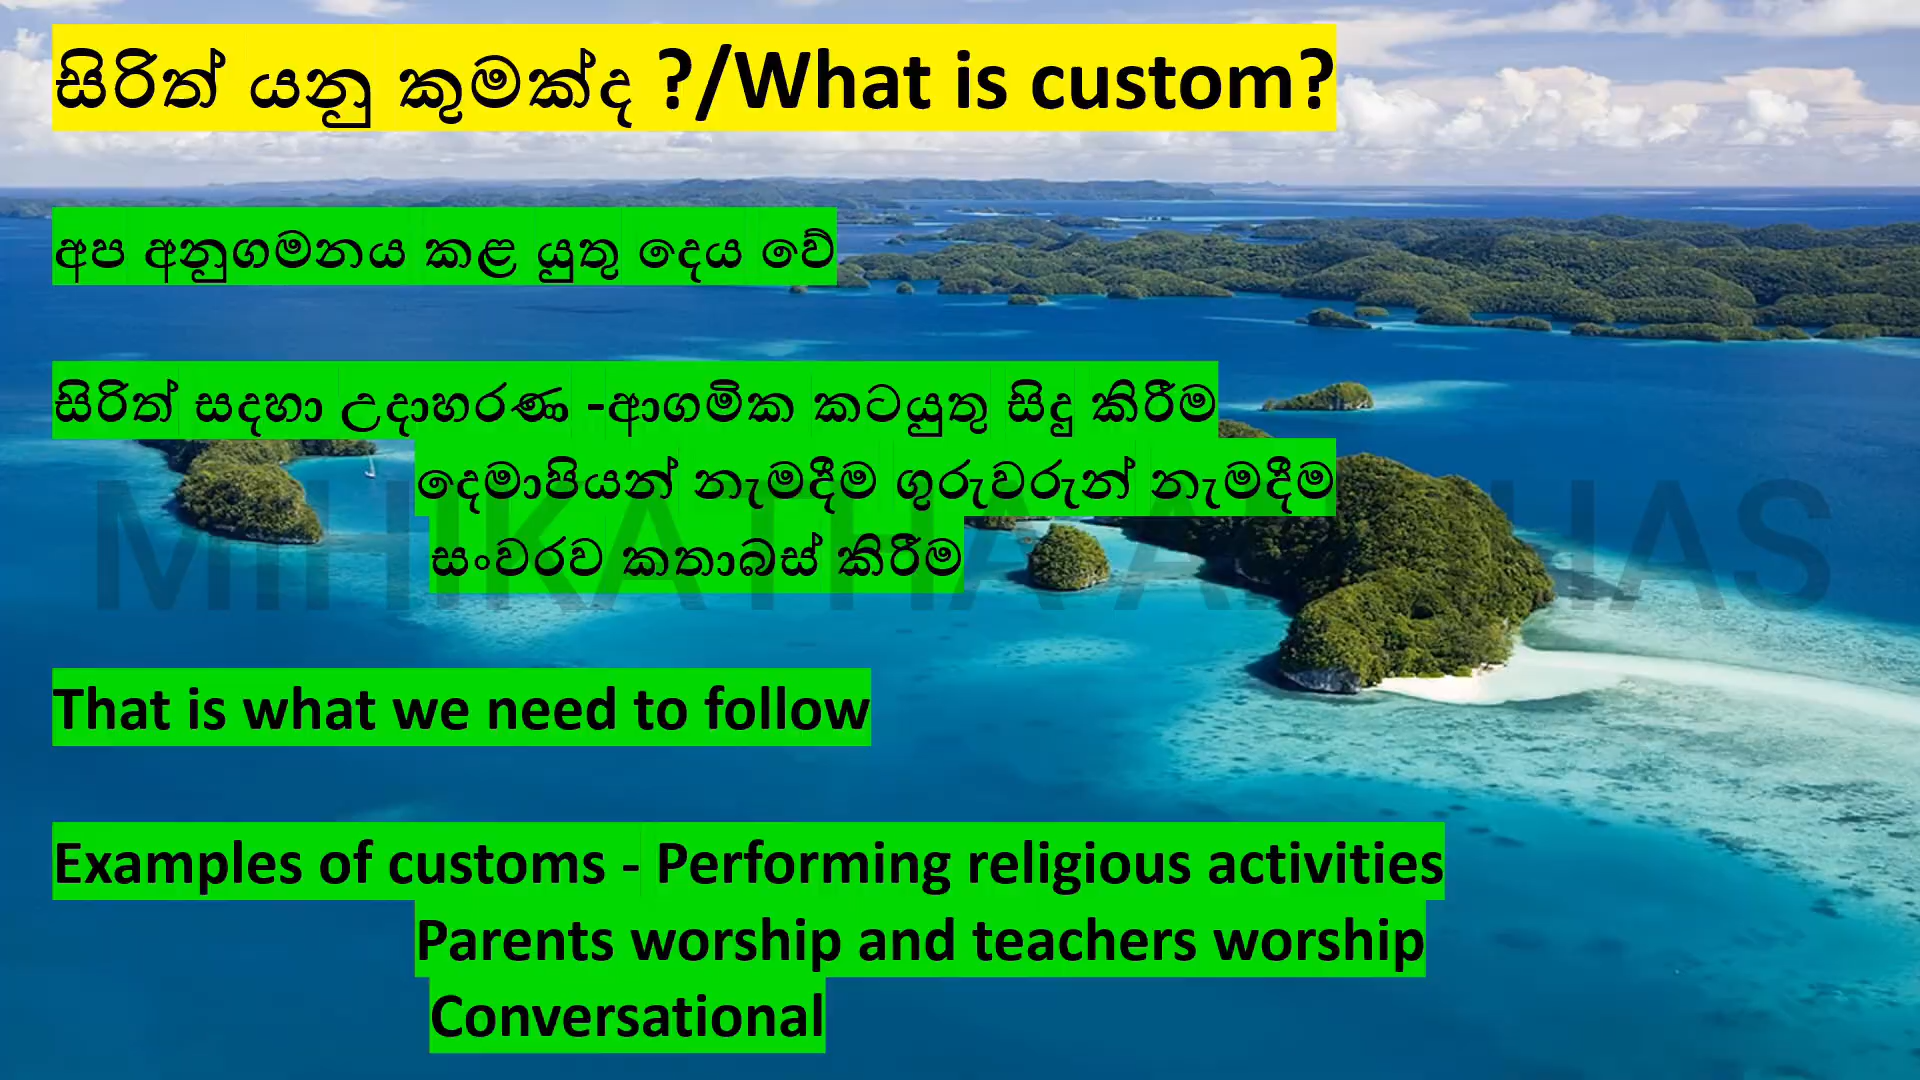 සිරිත් යනු කුමක්ද ?/What is custom?
අප අනුගමනය කළ යුතු දෙය වේ
සිරිත් සදහා උදාහරණ -ආගමික කටයුතු සිදු කිරීම
දෙමාපියන් නැමදීම ගුරුවරුන් නැමදීම
සංවරව කතාබස් කිරීම
That is what we need to follow
Examples of customs - Performing religious activities
Parents worship and teachers worship
Conversational